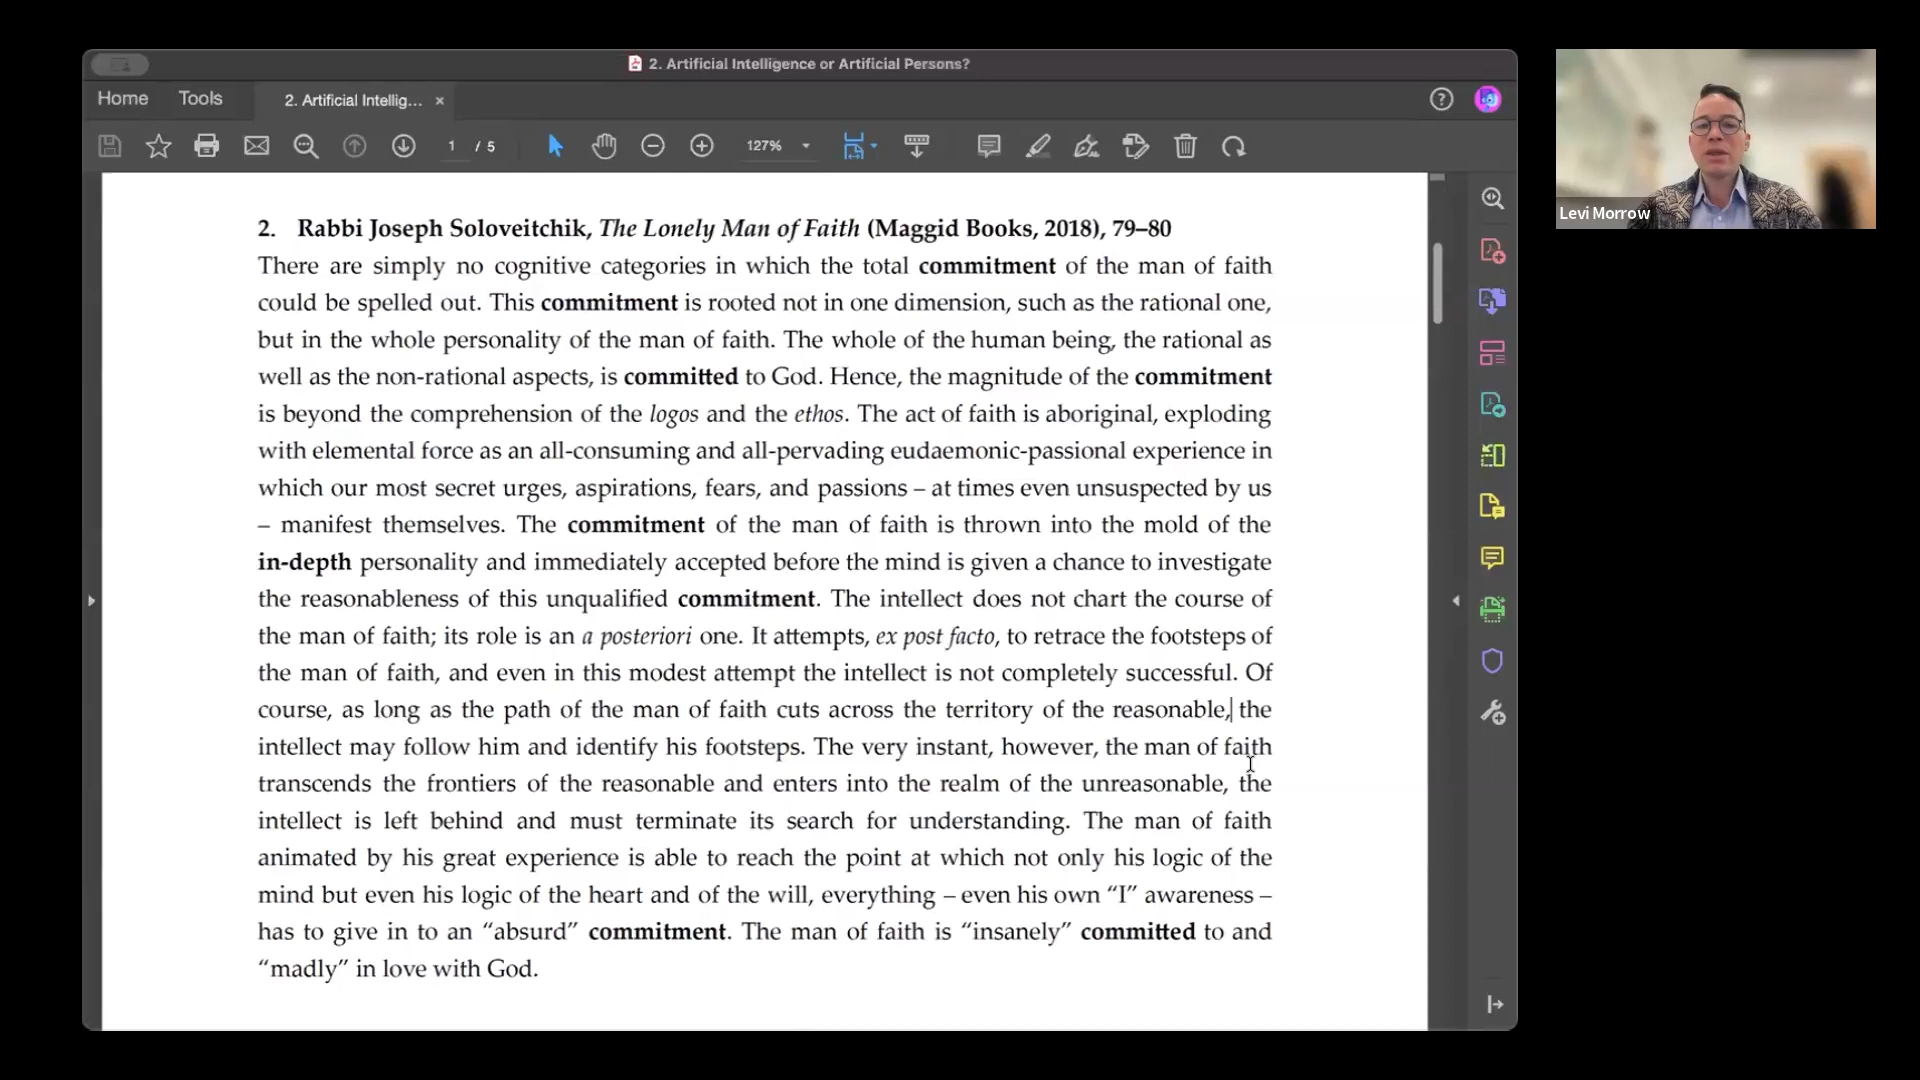 2. Artificial Intelligence or Artificial Persons?
Home Tools 2. Artificial Intellig... ×
1 / 5 127%
Levi Morrow
2. Rabbi Joseph Soloveitchik, The Lonely Man of Faith (Maggid Books, 2018), 79–80
There are simply no cognitive categories in which the total commitment of the man of faith
could be spelled out. This commitment is rooted not in one dimension, such as the rational one,
but in the whole personality of the man of faith. The whole of the human being, the rational as
well as the non-rational aspects, is committed to God. Hence, the magnitude of the commitment
is beyond the comprehension of the logos and the ethos. The act of faith is aboriginal, exploding
with elemental force as an all-consuming and all-pervading eudaemonic-passional experience in
which our most secret urges, aspirations, fears, and passions – at times even unsuspected by us
– manifest themselves. The commitment of the man of faith is thrown into the mold of the
in-depth personality and immediately accepted before the mind is given a chance to investigate
the reasonableness of this unqualified commitment. The intellect does not chart the course of
the man of faith; its role is an a posteriori one. It attempts, ex post facto, to retrace the footsteps of
the man of faith, and even in this modest attempt the intellect is not completely successful. Of
course, as long as the path of the man of faith cuts across the territory of the reasonable, the
intellect may follow him and identify his footsteps. The very instant, however, the man of faith
transcends the frontiers of the reasonable and enters into the realm of the unreasonable, the
intellect is left behind and must terminate its search for understanding. The man of faith
animated by his great experience is able to reach the point at which not only his logic of the
mind but even his logic of the heart and of the will, everything – even his own “I” awareness –
has to give in to an “absurd” commitment. The man of faith is “insanely” committed to and
“madly” in love with God.